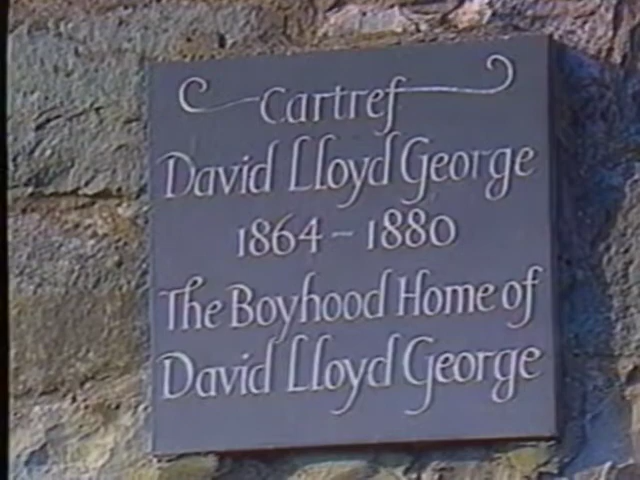 Cartref
David Lloyd George
1864 – 1880
The Boyhood Home of
David Lloyd George